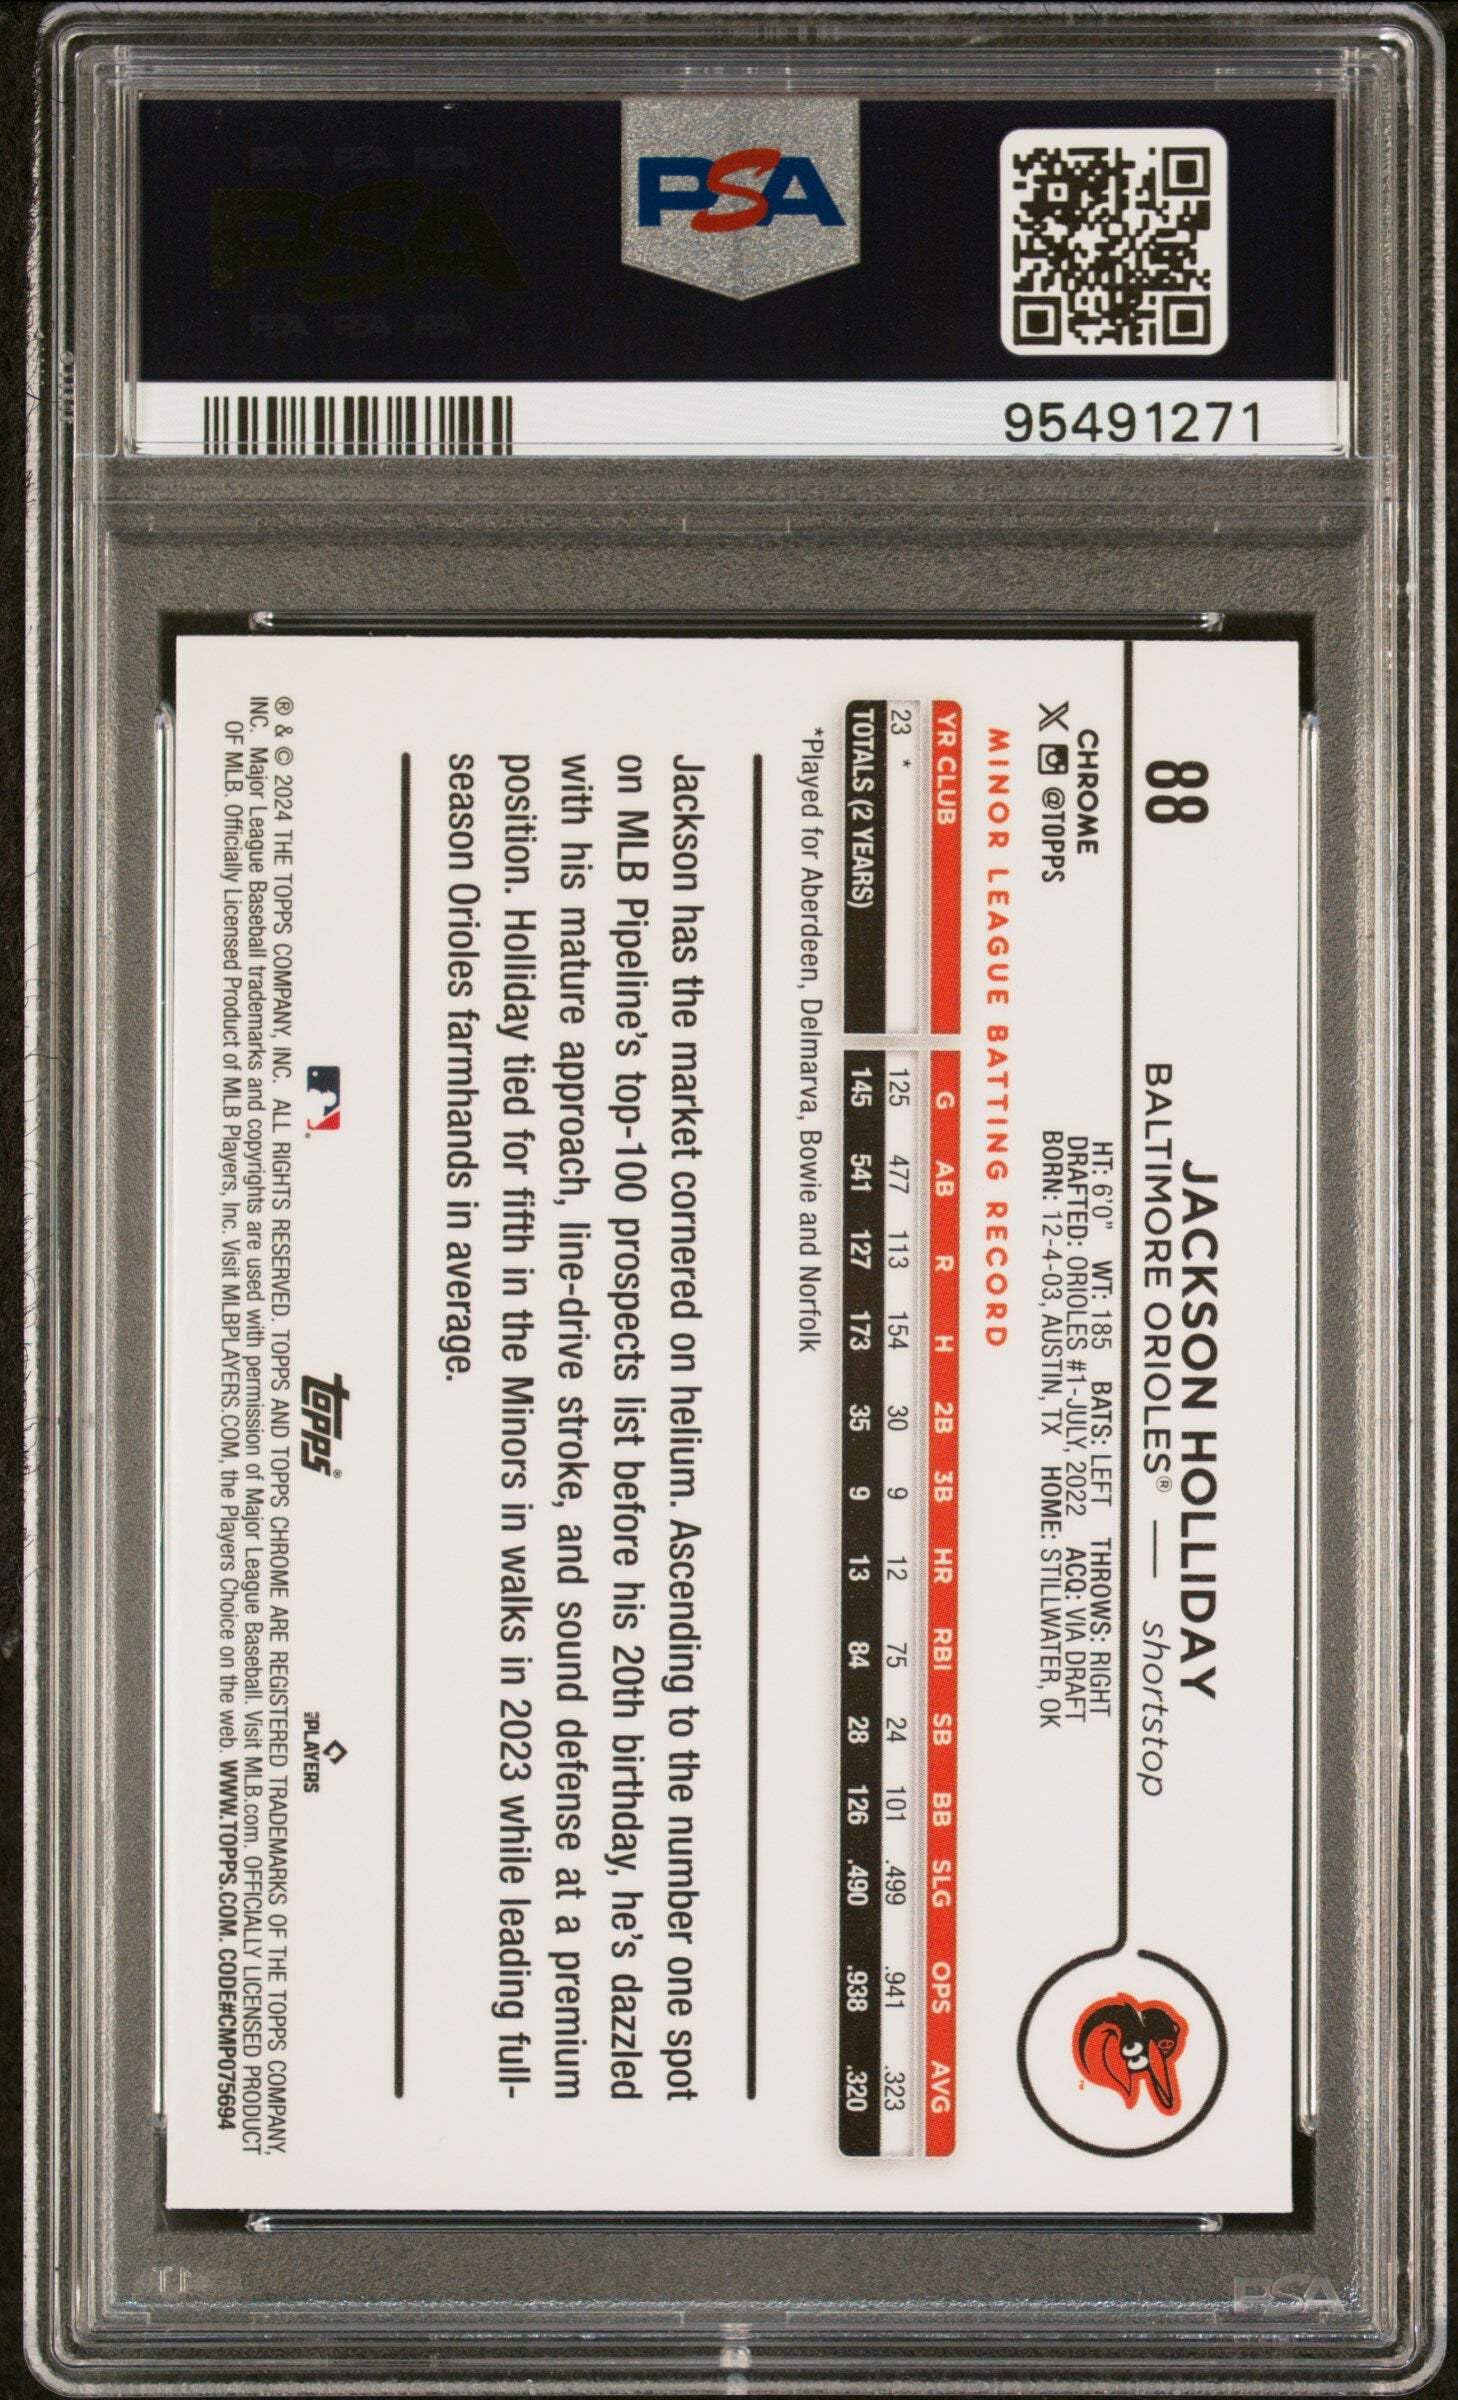 PSA PSA PSA
PSA
PSA PSA PSA
PSA
95491271
88
JACKSON HOLLIDAY
BALTIMORE ORIOLES® — shortstop
CHROME
X @TOPPS
HT: 6'0" WT: 185 BATS: LEFT THROWS: RIGHT
DRAFTED: ORIOLES #1-JULY, 2022 ACQ: VIA DRAFT
BORN: 12-4-03, AUSTIN, TX HOME: STILLWATER, OK
MINOR LEAGUE BATTING RECORD
YR CLUB G AB R H 2B 3B HR RBI SB BB SLG OPS AVG
23 * 125 477 113 154 30 9 12 75 24 101 .499 .941 .323
TOTALS (2 YEARS) 145 541 127 173 35 9 13 84 28 126 .490 .938 .320
*Played for Aberdeen, Delmarva, Bowie and Norfolk
Jackson has the market cornered on helium. Ascending to the number one spot
on MLB Pipeline's top-100 prospects list before his 20th birthday, he's dazzled
with his mature approach, line-drive stroke, and sound defense at a premium
position. Holliday tied for fifth in the Minors in walks in 2023 while leading full-
season Orioles farmhands in average.
topps®
PLAYERS
® & © 2024 THE TOPPS COMPANY, INC. ALL RIGHTS RESERVED. TOPPS AND TOPPS CHROME ARE REGISTERED TRADEMARKS OF THE TOPPS COMPANY,
INC. Major League Baseball trademarks and copyrights are used with permission of Major League Baseball. Visit MLB.com. OFFICIALLY LICENSED PRODUCT
OF MLB. Officially Licensed Product of MLB Players, Inc. Visit MLBPLAYERS.COM, the Players Choice on the web. WWW.TOPPS.COM. CODE#CMP075694
PSA